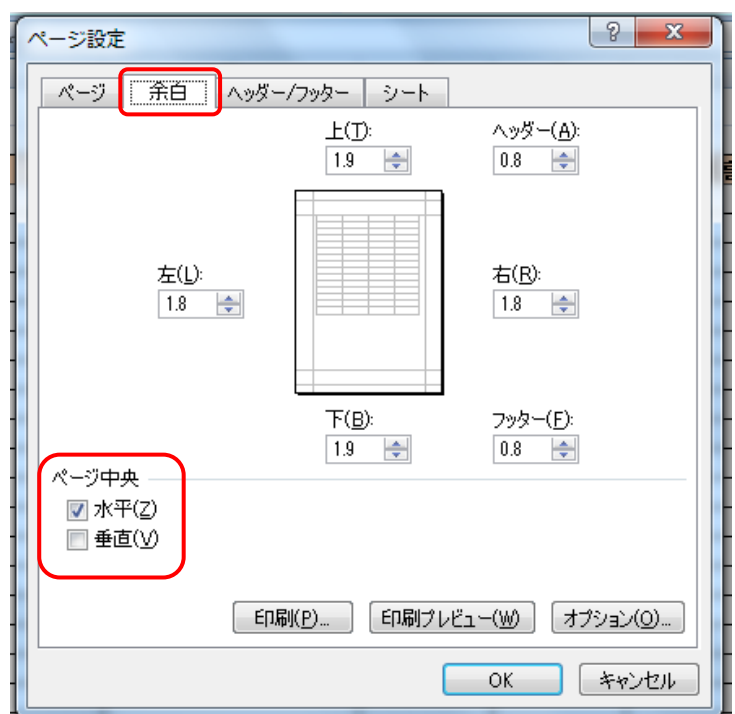 ページ設定
ページ 余白 ヘッダー/フッター シート
上(T): ヘッダー(A):
1.9 0.8
左(L): 右(R):
1.8 1.8
下(B): フッター(F):
1.9 0.8
ページ中央
水平(Z)
垂直(V)
印刷(P)... 印刷プレビュー(W) オプション(O)...
OK キャンセル